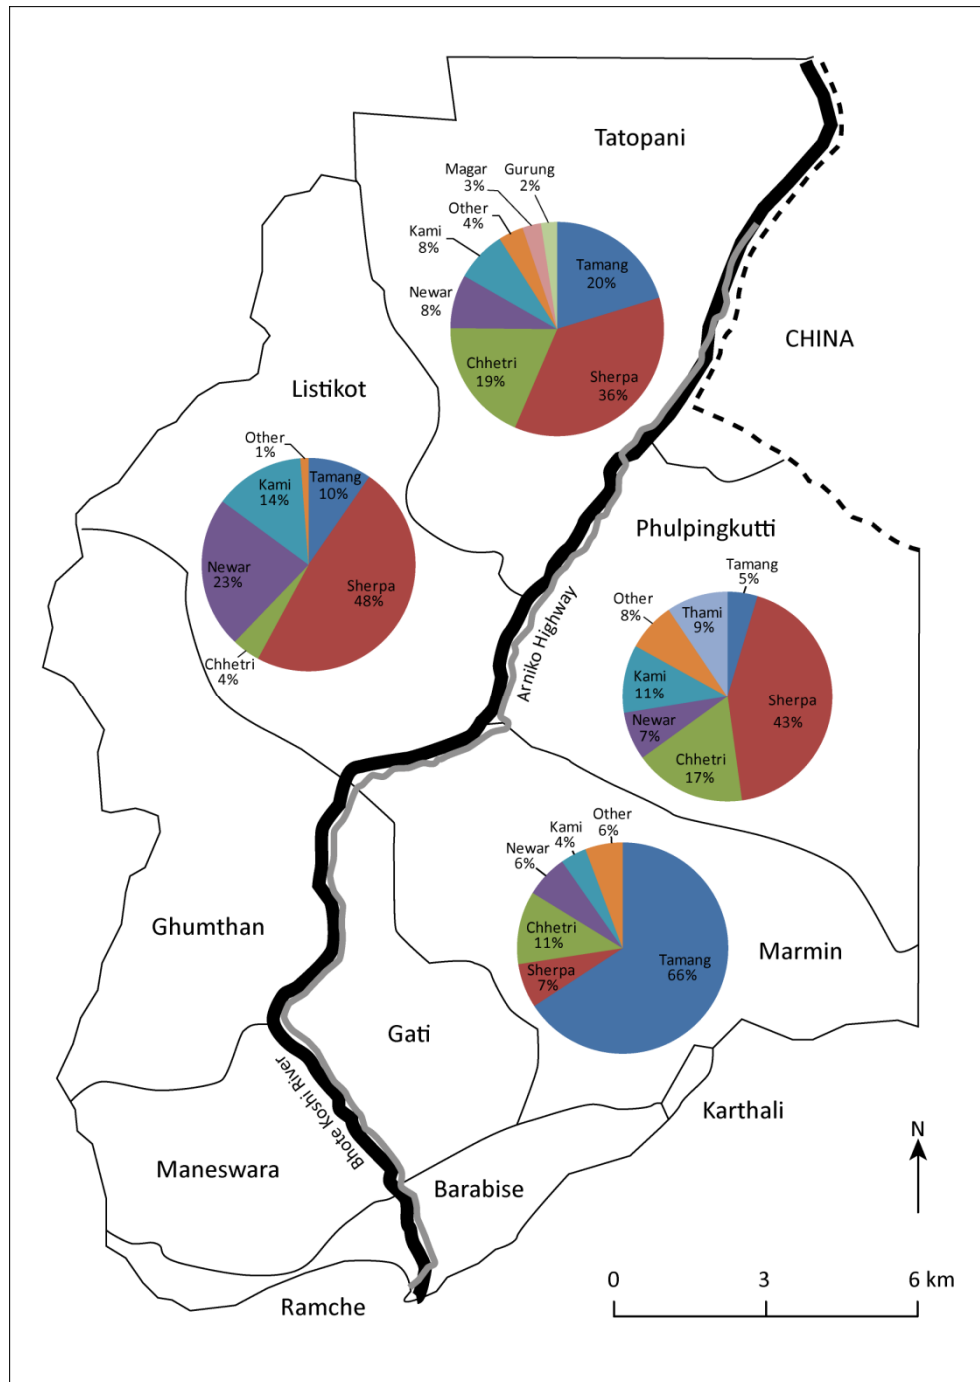 Tatopani
Magar
3%
Gurung
2%
Other
4%
Kami
8%
Newar
8%
Tamang
20%
Chhetri
19%
Sherpa
36%
CHINA
Listikot
Other
1%
Tamang
10%
Kami
14%
Newar
23%
Sherpa
48%
Chhetri
4%
Phulpingkutti
Tamang
5%
Other
8%
Thami
9%
Kami
11%
Newar
7%
Sherpa
43%
Chhetri
17%
Arniko Highway
Other
6%
Kami
4%
Newar
6%
Chhetri
11%
Sherpa
7%
Tamang
66%
Marmin
Ghumthan
Gati
Bhote Koshi River
Karthali
Maneswara
Barabise
Ramche
N
0 3 6 km